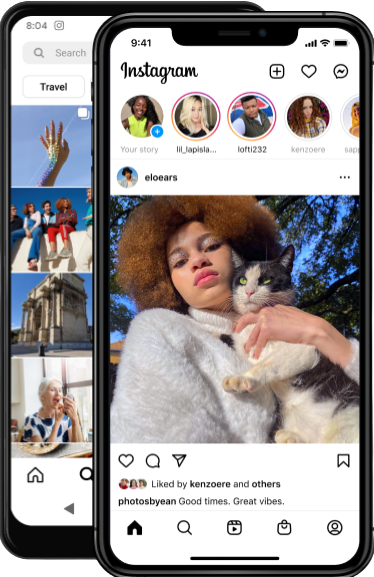 8:04
Search
Travel
9:41
Instagram
Your story
lil_lapisla...
lofti232
kenzoere
sapp
eloears
Liked by kenzoere and others
photosbyean Good times. Great vibes.